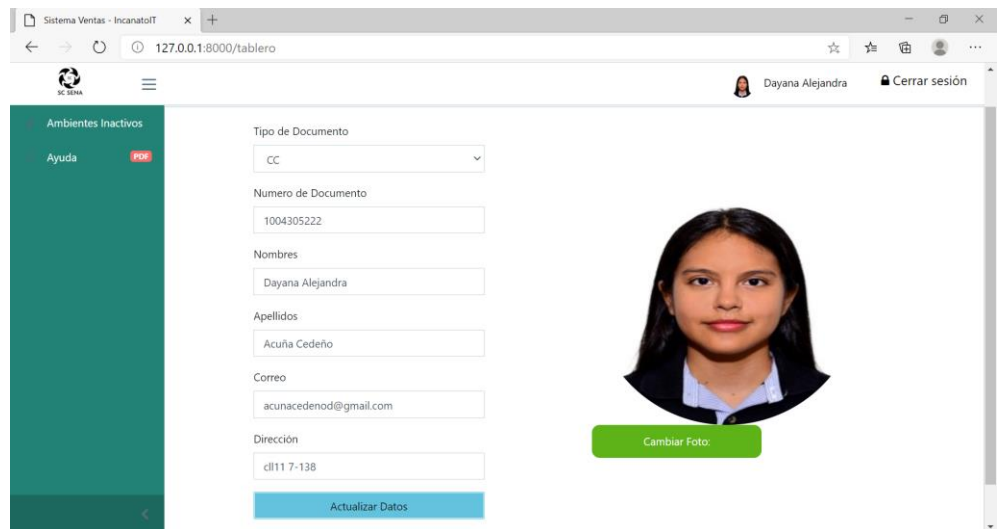 Sistema Ventas - IncanatoIT
127.0.0.1:8000/tablero
SC SEMA
Dayana Alejandra
Cerrar sesión
Ambientes Inactivos
Ayuda PDF
Tipo de Documento
CC
Numero de Documento
1004305222
Nombres
Dayana Alejandra
Apellidos
Acuña Cedeño
Correo
acunacedenod@gmail.com
Dirección
cll11 7-138
Cambiar Foto:
Actualizar Datos